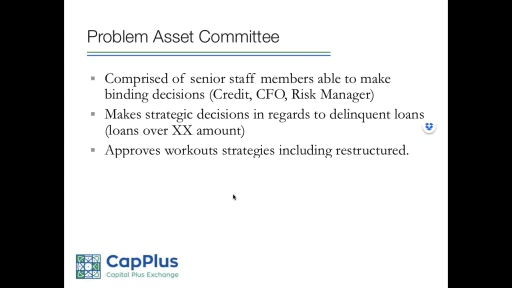 Problem Asset Committee
Comprised of senior staff members able to make
binding decisions (Credit, CFO, Risk Manager)
Makes strategic decisions in regards to delinquent loans
(loans over XX amount)
Approves workouts strategies including restructured.
CapPlus
Capital Plus Exchange